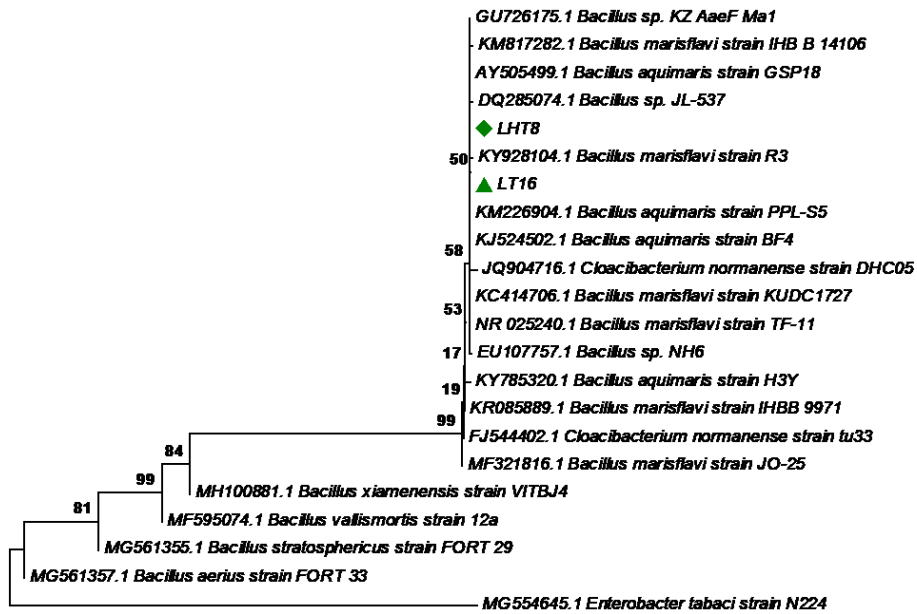 GU726175.1 Bacillus sp. KZ AaeF Ma1
KM817282.1 Bacillus marisflavi strain IHB B 14106
AY505499.1 Bacillus aquimaris strain GSP18
DQ285074.1 Bacillus sp. JL-537
LHT8
50
KY928104.1 Bacillus marisflavi strain R3
LT16
KM226904.1 Bacillus aquimaris strain PPL-S5
KJ524502.1 Bacillus aquimaris strain BF4
58
JQ904716.1 Cloacibacterium normanense strain DHC05
KC414706.1 Bacillus marisflavi strain KUDC1727
53
NR 025240.1 Bacillus marisflavi strain TF-11
17
EU107757.1 Bacillus sp. NH6
KY785320.1 Bacillus aquimaris strain H3Y
19
KR085889.1 Bacillus marisflavi strain IHBB 9971
99
FJ544402.1 Cloacibacterium normanense strain tu33
84
MF321816.1 Bacillus marisflavi strain JO-25
99
MH100881.1 Bacillus xiamenensis strain VITBJ4
81
MF595074.1 Bacillus vallismortis strain 12a
MG561355.1 Bacillus stratosphericus strain FORT 29
MG561357.1 Bacillus aerius strain FORT 33
MG554645.1 Enterobacter tabaci strain N224